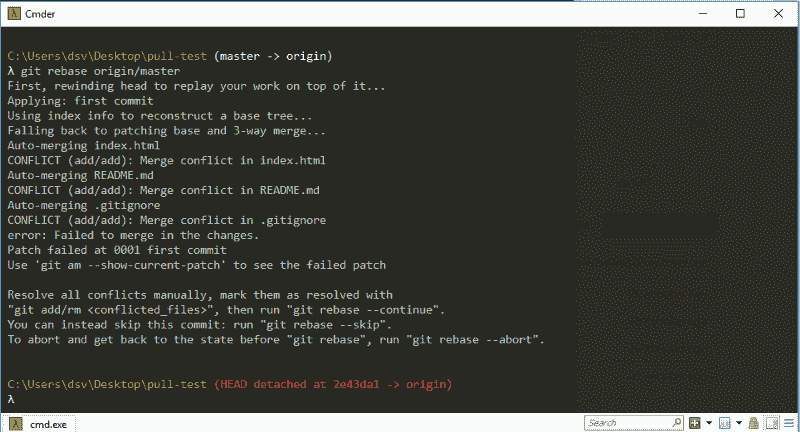 Cmder
C:\Users\dsv\Desktop\pull-test (master -> origin)
λ git rebase origin/master
First, rewinding head to replay your work on top of it...
Applying: first commit
Using index info to reconstruct a base tree...
Falling back to patching base and 3-way merge...
Auto-merging index.html
CONFLICT (add/add): Merge conflict in index.html
Auto-merging README.md
CONFLICT (add/add): Merge conflict in README.md
Auto-merging .gitignore
CONFLICT (add/add): Merge conflict in .gitignore
error: Failed to merge in the changes.
Patch failed at 0001 first commit
Use 'git am --show-current-patch' to see the failed patch
Resolve all conflicts manually, mark them as resolved with
"git add/rm <conflicted_files>", then run "git rebase --continue".
You can instead skip this commit: run "git rebase --skip".
To abort and get back to the state before "git rebase", run "git rebase --abort".
C:\Users\dsv\Desktop\pull-test (HEAD detached at 2e43da1 -> origin)
λ
λ cmd.exe
Search